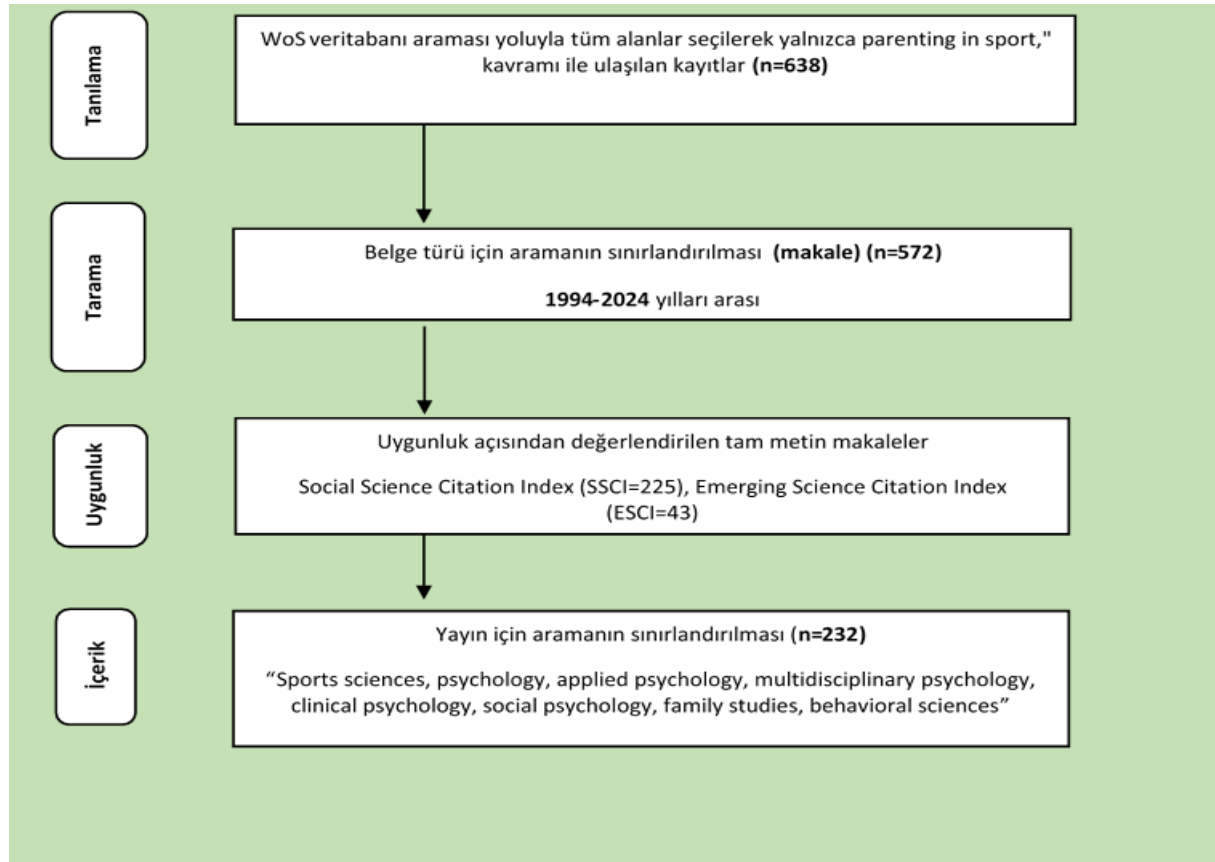 Tanılama
WoS veritabanı araması yoluyla tüm alanlar seçilerek yalnızca parenting in sport,"
kavramı ile ulaşılan kayıtlar (n=638)
Tarama
Belge türü için aramanın sınırlandırılması (makale) (n=572)
1994-2024 yılları arası
Uygunluk
Uygunluk açısından değerlendirilen tam metin makaleler
Social Science Citation Index (SSCI=225), Emerging Science Citation Index
(ESCI=43)
İçerik
Yayın için aramanın sınırlandırılması (n=232)
“Sports sciences, psychology, applied psychology, multidisciplinary psychology,
clinical psychology, social psychology, family studies, behavioral sciences”